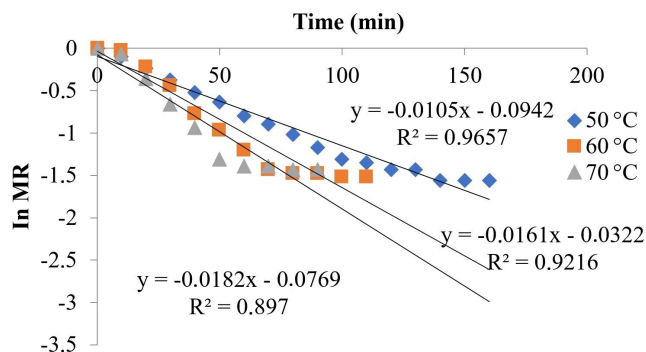 Time (min)
0
-0.5
-1
-1.5
-2
-2.5
-3
-3.5
0
50
100
150
200
ln MR
y = -0.0105x - 0.0942
R² = 0.9657
50 °C
60 °C
70 °C
y = -0.0161x - 0.0322
R² = 0.9216
y = -0.0182x - 0.0769
R² = 0.897